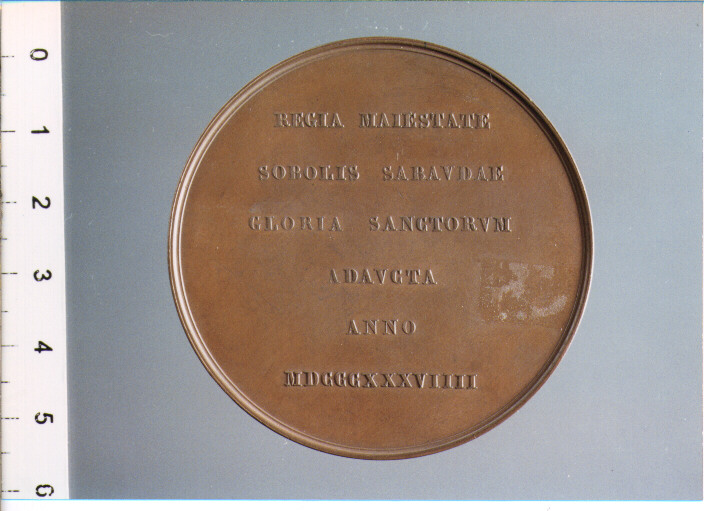 REGIA MAIESTATE
SOBOLIS SABAVDAE
GLORIA SANCTORVM
ADAVCTA
ANNO
MDCCCXXXVIIII
0
1
2
3
4
5
6